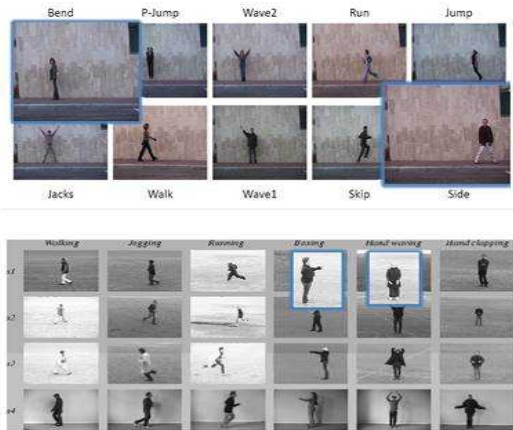 Bend P-Jump Wave2 Run Jump
Jacks Walk Wave1 Skip Side
Walking Jogging Running Boxing Hand waving Hand clapping
s1
s2
s3
s4